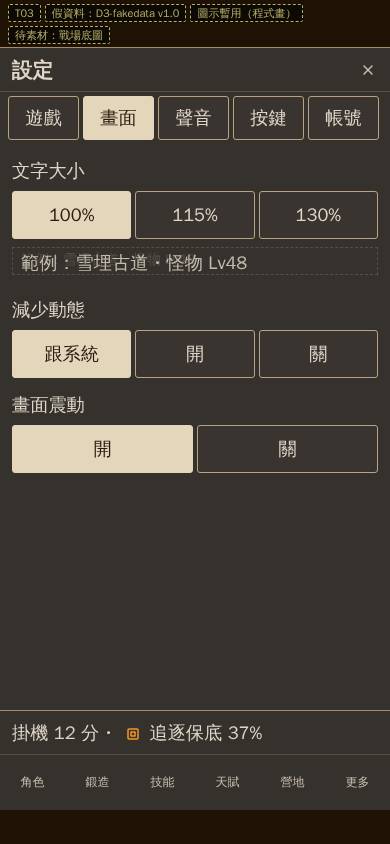 T03 假資料：D3-fakedata v1.0 圖示暫用（程式畫）
待素材：戰場底圖
設定 ×
遊戲 畫面 聲音 按鍵 帳號
文字大小
100% 115% 130%
範例：雪埋古道・怪物 Lv48
減少動態
跟系統 開 關
畫面震動
開 關
掛機 12 分・ 追逐保底 37%
角色 鍛造 技能 天賦 營地 更多